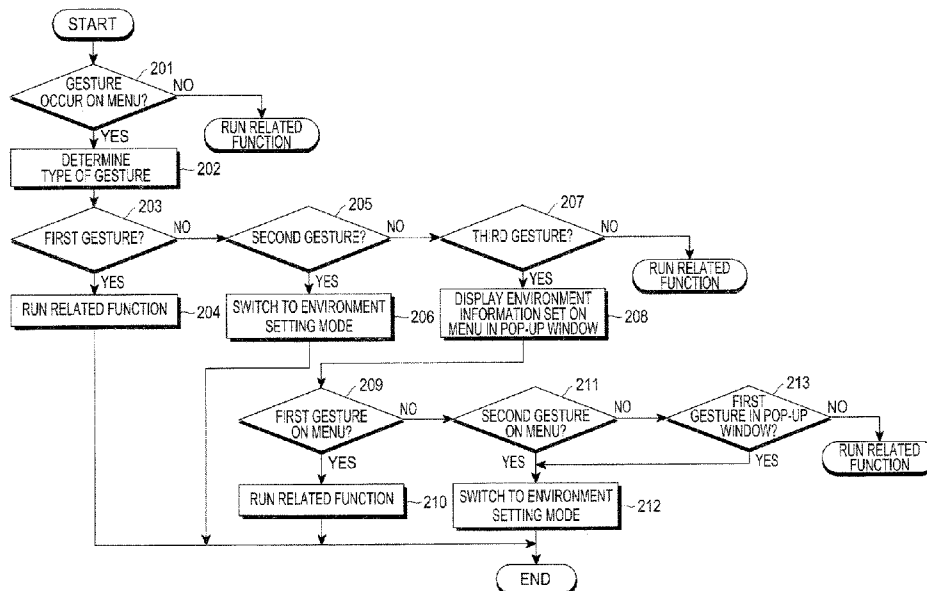 START
201
GESTURE
OCCUR ON MENU?
NO
YES
RUN RELATED
FUNCTION
DETERMINE
TYPE OF GESTURE
202
203
FIRST GESTURE?
NO
YES
205
SECOND GESTURE?
NO
YES
207
THIRD GESTURE?
NO
YES
RUN RELATED
FUNCTION
RUN RELATED FUNCTION
204
SWITCH TO ENVIRONMENT
SETTING MODE
206
DISPLAY ENVIRONMENT
INFORMATION SET ON
MENU IN POP-UP WINDOW
208
209
FIRST GESTURE
ON MENU?
NO
YES
211
SECOND GESTURE
ON MENU?
NO
YES
213
FIRST
GESTURE IN POP-UP
WINDOW?
NO
YES
RUN RELATED
FUNCTION
RUN RELATED FUNCTION
210
SWITCH TO ENVIRONMENT
SETTING MODE
212
END